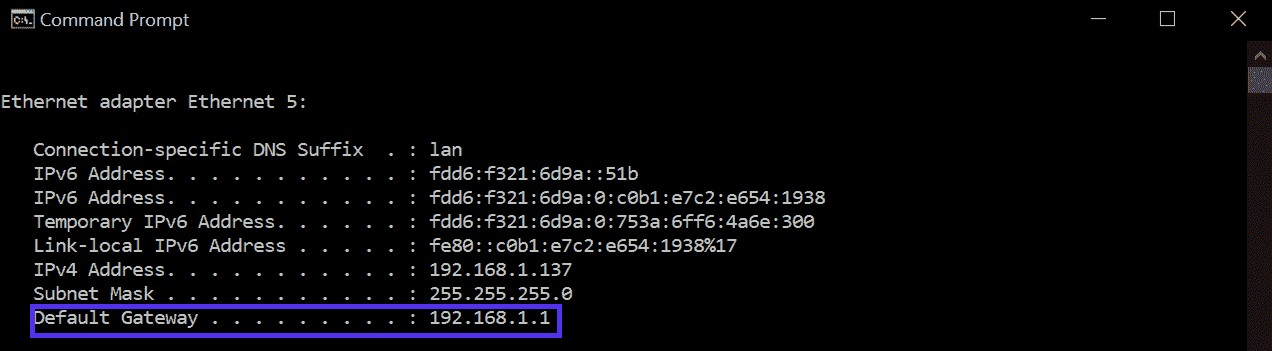 Command Prompt
Ethernet adapter Ethernet 5:
Connection-specific DNS Suffix  . : lan
IPv6 Address. . . . . . . . . . . : fdd6:f321:6d9a::51b
IPv6 Address. . . . . . . . . . . : fdd6:f321:6d9a:0:c0b1:e7c2:e654:1938
Temporary IPv6 Address. . . . . . : fdd6:f321:6d9a:0:753a:6ff6:4a6e:300
Link-local IPv6 Address . . . . . : fe80::c0b1:e7c2:e654:1938%17
IPv4 Address. . . . . . . . . . . : 192.168.1.137
Subnet Mask . . . . . . . . . . . : 255.255.255.0
Default Gateway . . . . . . . . . : 192.168.1.1